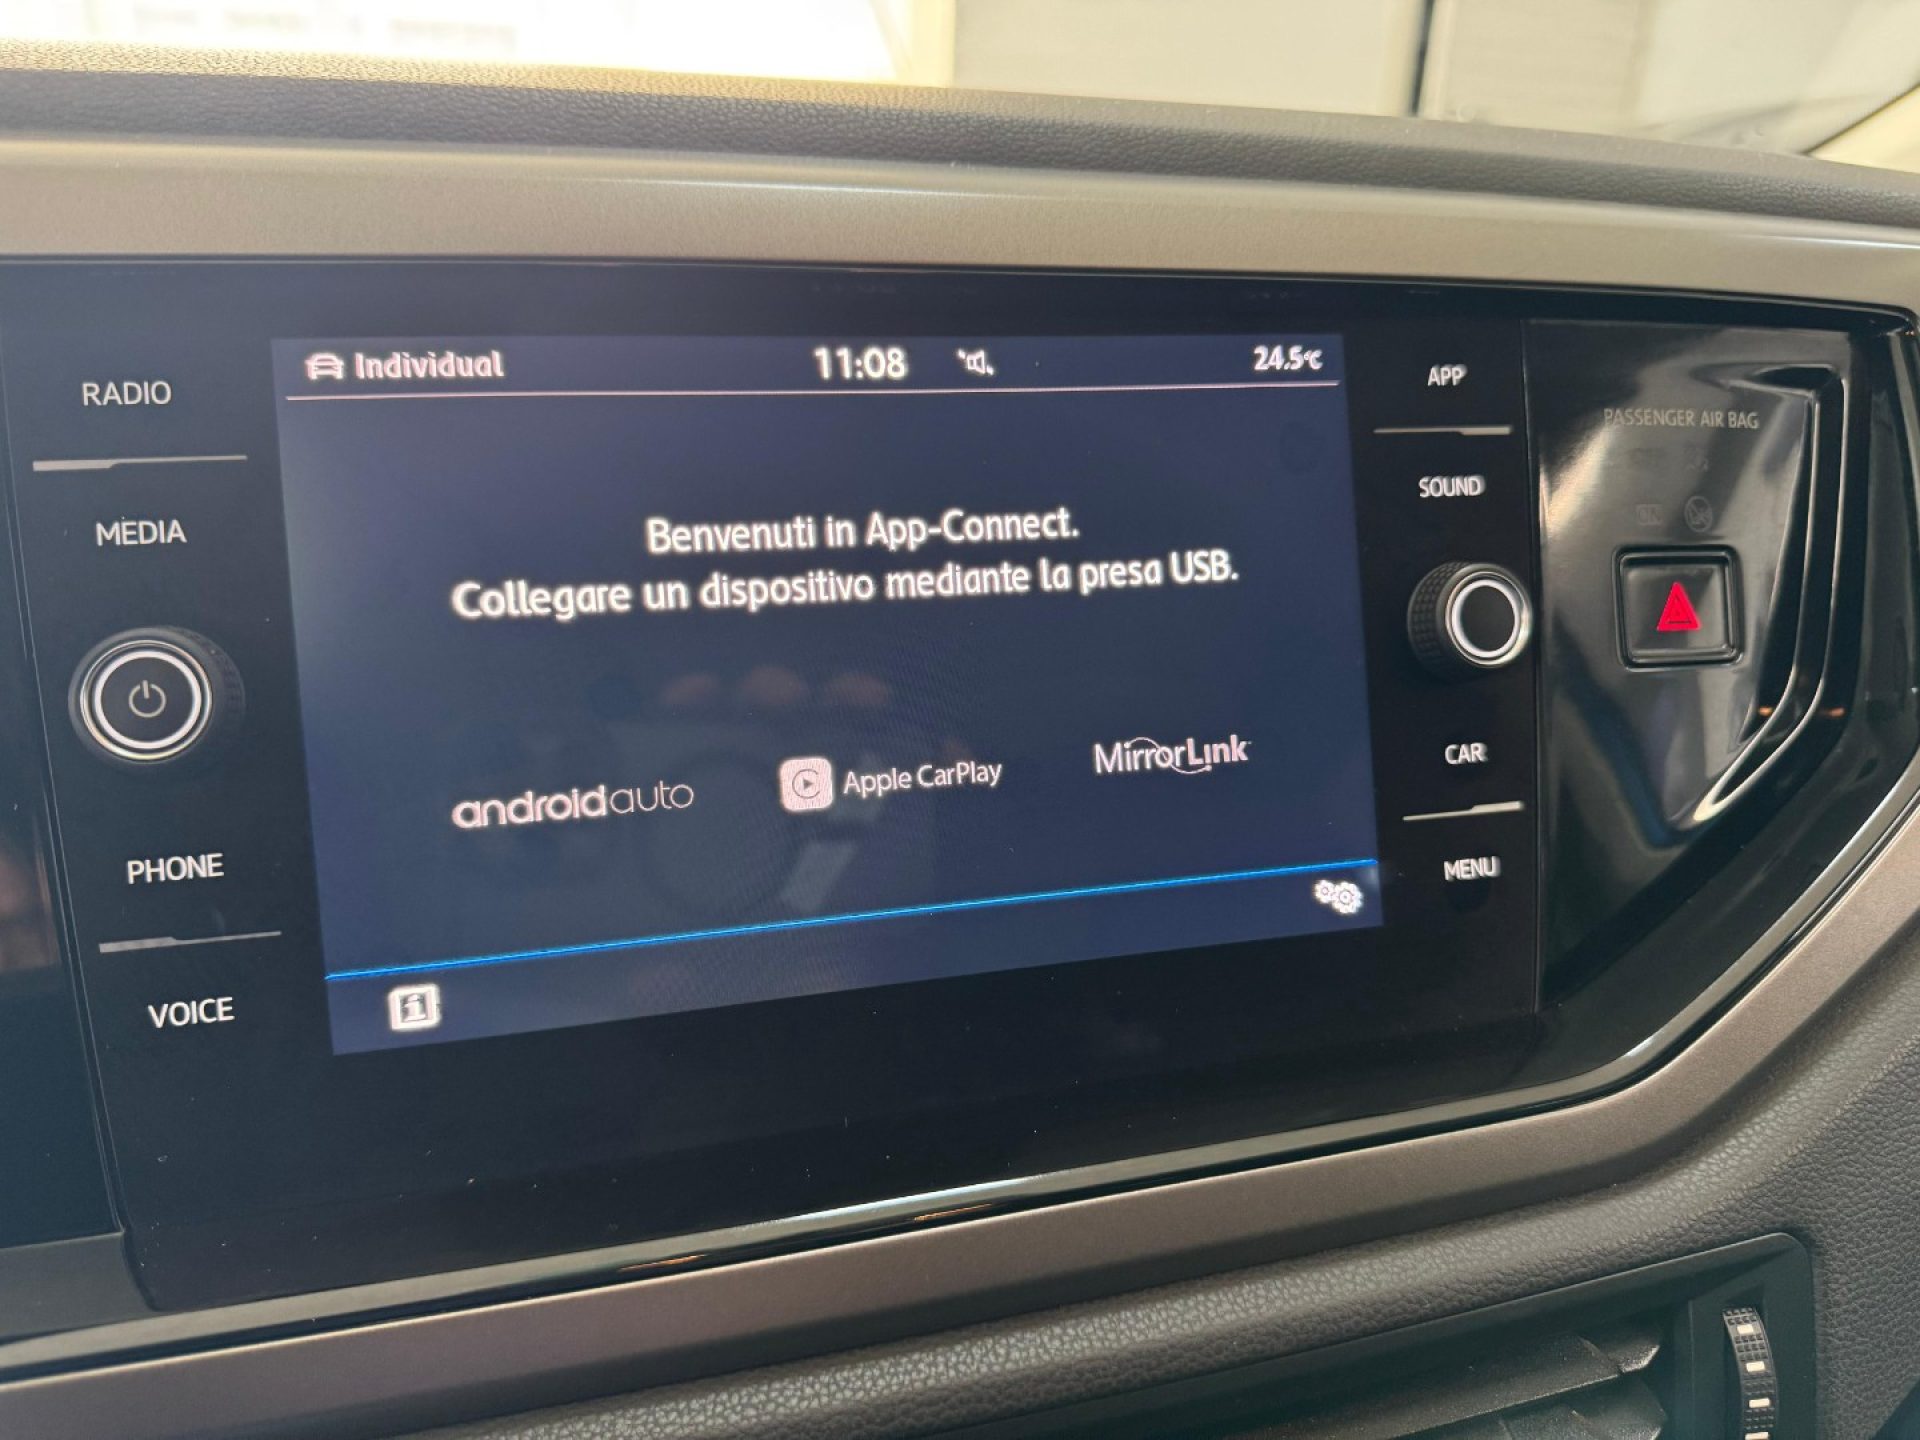 RADIO
MEDIA
PHONE
VOICE
Individual
11:08
24.5°C
Benvenuti in App-Connect.
Collegare un dispositivo mediante la presa USB.
androidauto
Apple CarPlay
MirrorLink
APP
SOUND
CAR
MENU
PASSENGER AIR BAG